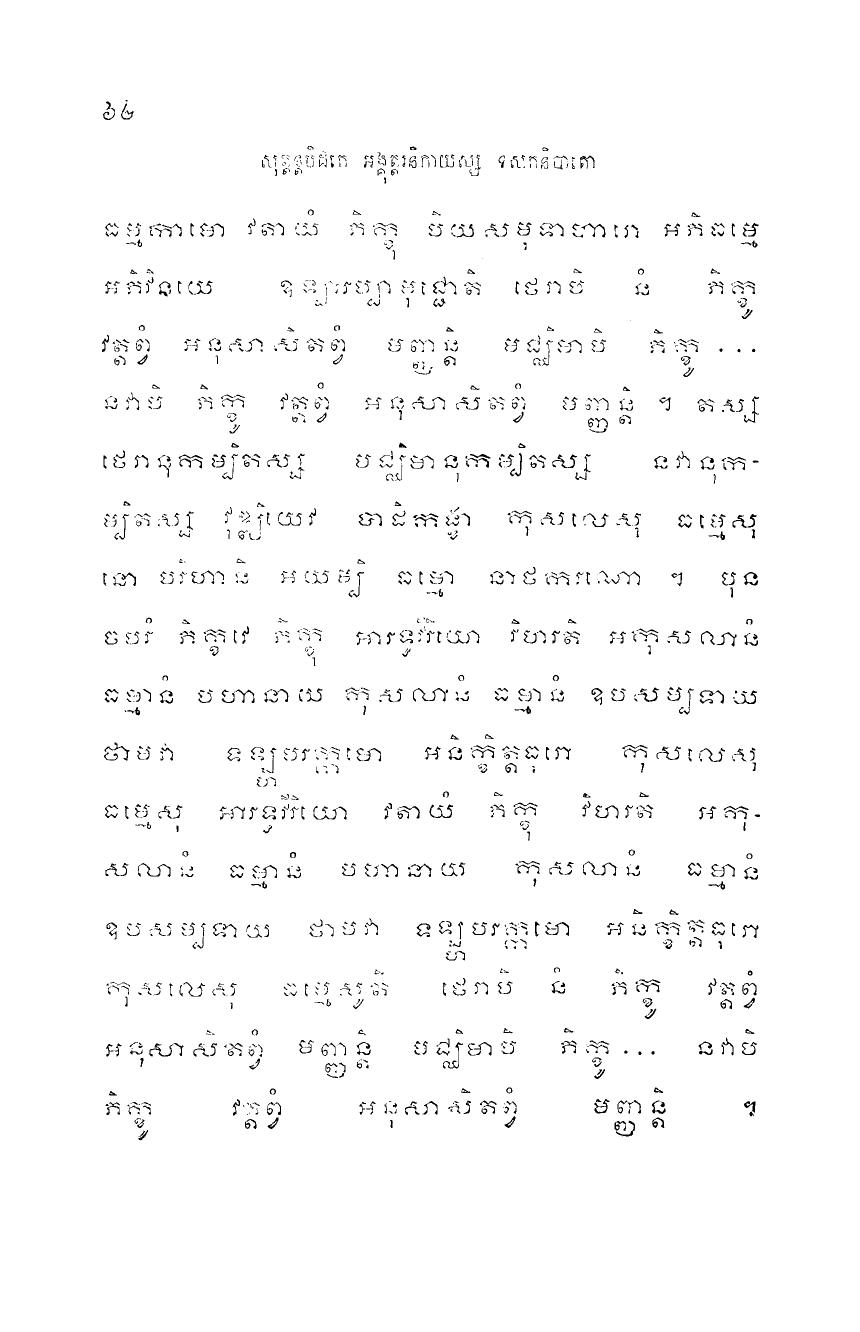 ៦៤
សុត្តន្តបិដកេ អង្គុត្តរនិកាយស្ស ទសកនិបាតោ
ធម្មកាមោ វតាយំ ភិក្ខុ បិយសមុទាហារោ អភិធម្មេ
អភិវិនយេ ឧឡារប្បាមុជ្ជោតិ ថេរាបិ នំ ភិក្ខូ
វត្តព្វំ អនុសាសិតព្វំ មញ្ញន្តិ មជ្ឈិមាបិ ភិក្ខូ ...
នវាបិ ភិក្ខូ វត្តព្វំ អនុសាសិតព្វំ មញ្ញន្តិ ។ តស្ស
ថេរានុកម្បិតស្ស មជ្ឈិមានុកម្បិតស្ស នវានុក-
ម្បិតស្ស វុឌ្ឍិយេវ បាដិកង្ខា កុសលេសុ ធម្មេសុ
នោ បរិហានិ អយម្បិ ធម្មោ នាថករណោ ។ បុន
ចបរំ ភិក្ខវេ ភិក្ខុ អារទ្ធវីរិយោ វិហរតិ អកុសលានំ
ធម្មានំ បហានាយ កុសលានំ ធម្មានំ ឧបសម្បទាយ
ថាមវា ទឡ្ហបរក្កមោ អនិក្ខិត្តធុរោ កុសលេសុ
ធម្មេសុ អារទ្ធវីរិយោ វតាយំ ភិក្ខុ វិហរតិ អកុ-
សលានំ ធម្មានំ បហានាយ កុសលានំ ធម្មានំ
ឧបសម្បទាយ ថាមវា ទឡ្ហបរក្កមោ អនិក្ខិត្តធុរោ
កុសលេសុ ធម្មេសូតិ ថេរាបិ នំ ភិក្ខូ វត្តព្វំ
អនុសាសិតព្វំ មញ្ញន្តិ មជ្ឈិមាបិ ភិក្ខូ ... នវាបិ
ភិក្ខូ វត្តព្វំ អនុសាសិតព្វំ មញ្ញន្តិ ។